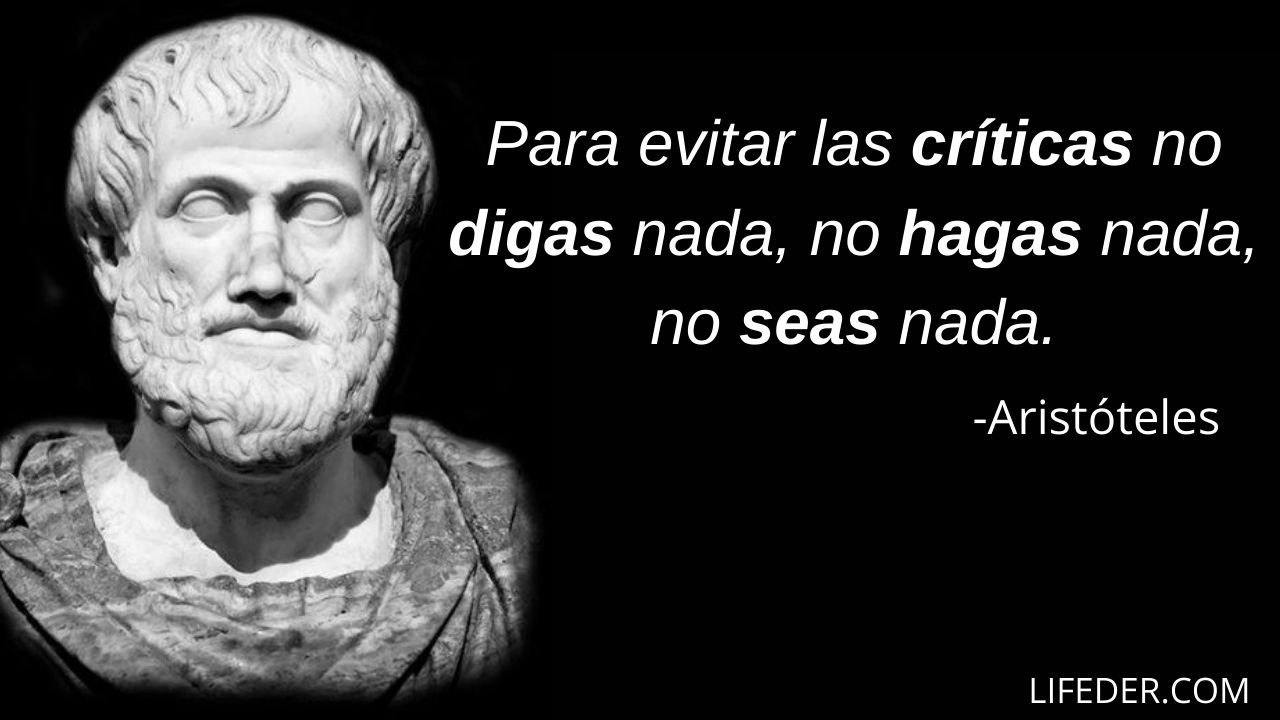 Para evitar las críticas no
digas nada, no hagas nada,
no seas nada.
-Aristóteles
LIFEDER.COM